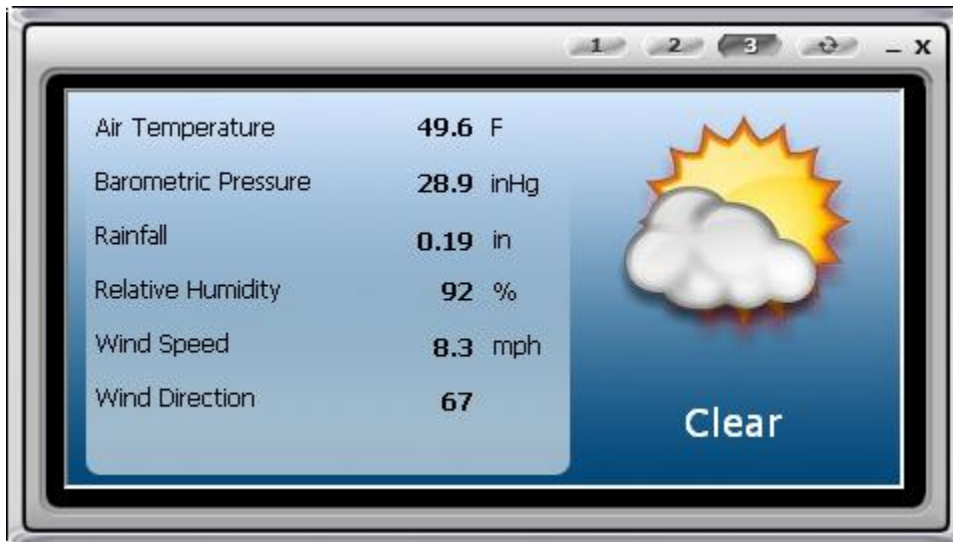 1 2 3 – X
Air Temperature 49.6 F
Barometric Pressure 28.9 inHg
Rainfall 0.19 in
Relative Humidity 92 %
Wind Speed 8.3 mph
Wind Direction 67
Clear